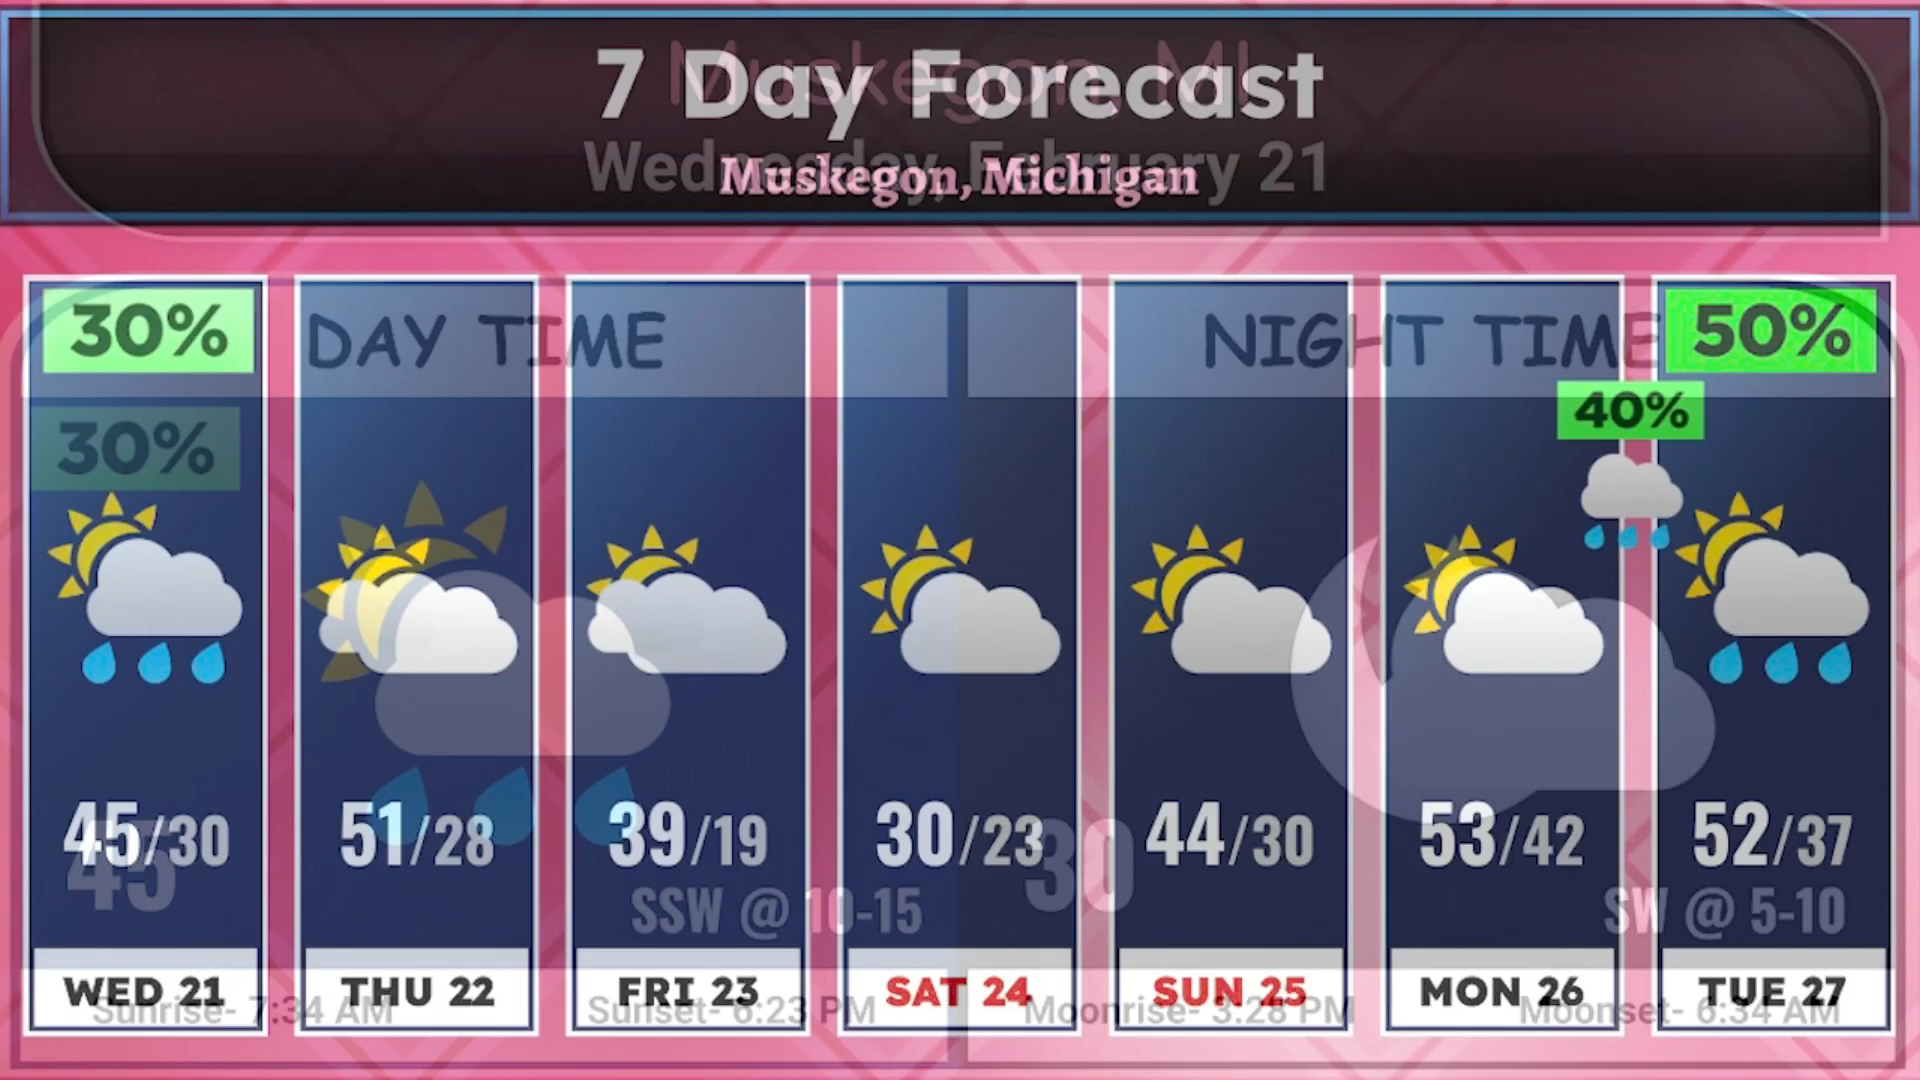 Muskegon, MI
7 Day Forecast
Wednesday, February 21
Muskegon, Michigan
30% 50%
DAY TIME NIGHT TIME
40%
30%
45/30 51/28 39/19 30/23 44/30 53/42 52/37
45 30
SSW @ 10-15 SW @ 5-10
WED 21 THU 22 FRI 23 SAT 24 SUN 25 MON 26 TUE 27
Sunrise- 7:34 AM Sunset- 6:23 PM Moonrise- 3:28 PM Moonset- 6:34 AM